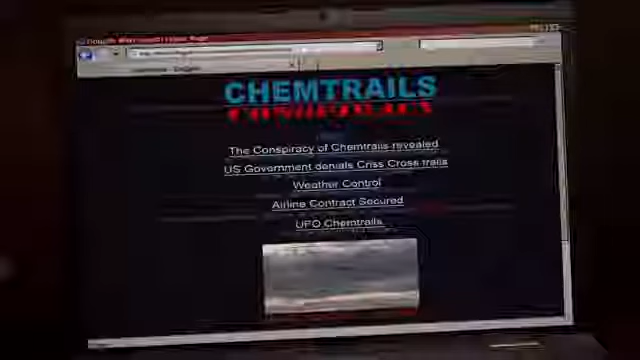 CHEMTRAILS
CONSPIRACY
The Conspiracy of Chemtrails revealed
US Government denials Criss Cross trails
Weather Control
Airline Contract Secured
UFO Chemtrails